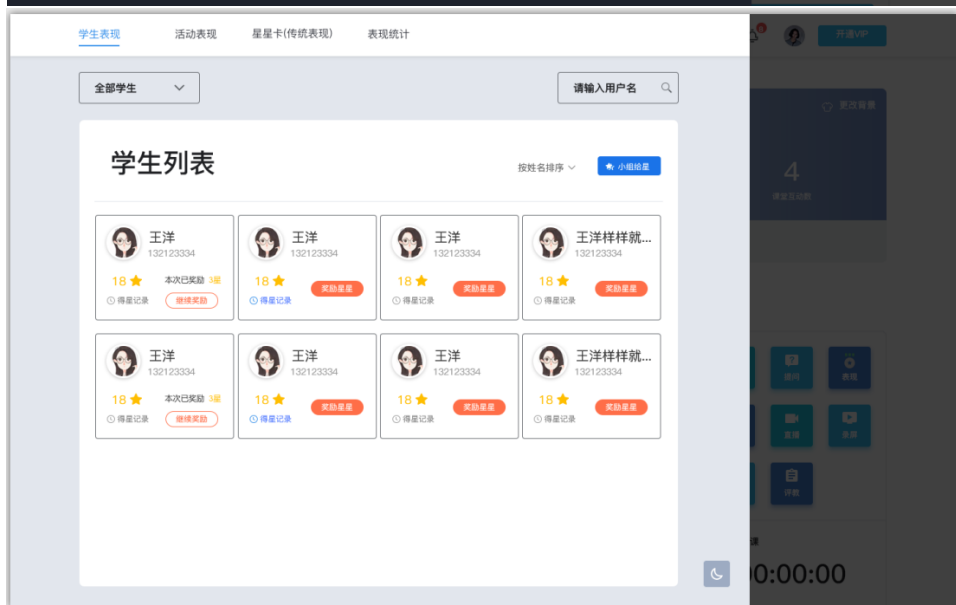 学生表现 活动表现 星星卡(传统表现) 表现统计
开通VIP
全部学生
请输入用户名
更改背景
学生列表
按姓名排序
小组给星
4
课堂互动数
王洋
132123334
18 本次已奖励 3星
得星记录 继续奖励
王洋
132123334
18
得星记录 奖励星星
王洋
132123334
18
得星记录 奖励星星
王洋样样就...
132123334
18
得星记录 奖励星星
王洋
132123334
18 本次已奖励 3星
得星记录 继续奖励
王洋
132123334
18
得星记录 奖励星星
王洋
132123334
18
得星记录 奖励星星
王洋样样就...
132123334
18
得星记录 奖励星星
提问 表现
直播 录屏
评教
课
00:00:00